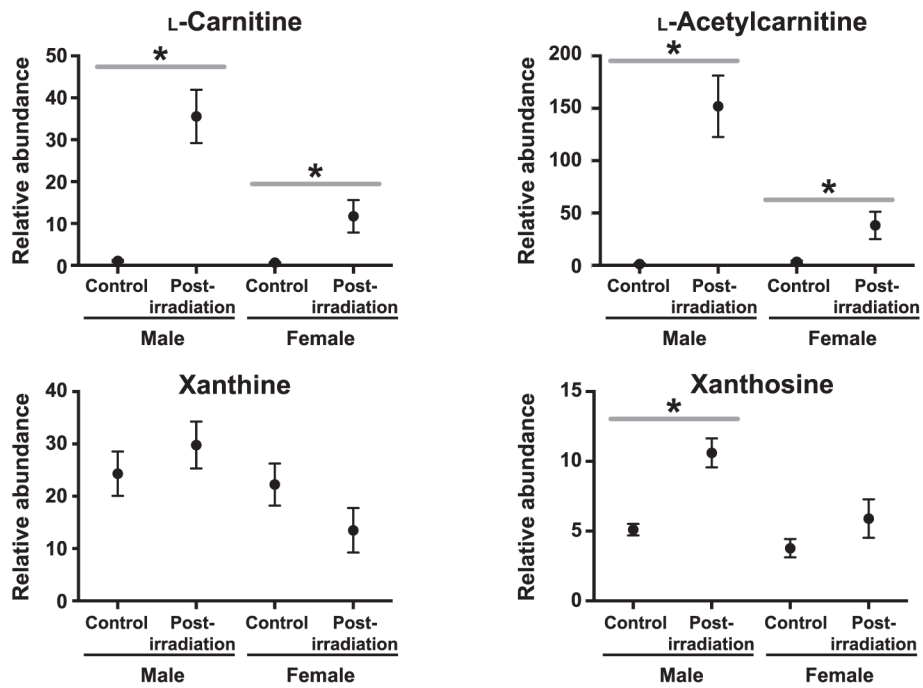 L-Carnitine
Relative abundance
50
40
30
20
10
0
*
*
Control Post-irradiation Control Post-irradiation
Male Female
L-Acetylcarnitine
Relative abundance
200
150
100
50
0
*
*
Control Post-irradiation Control Post-irradiation
Male Female
Xanthine
Relative abundance
40
30
20
10
0
Control Post-irradiation Control Post-irradiation
Male Female
Xanthosine
Relative abundance
15
10
5
0
*
Control Post-irradiation Control Post-irradiation
Male Female